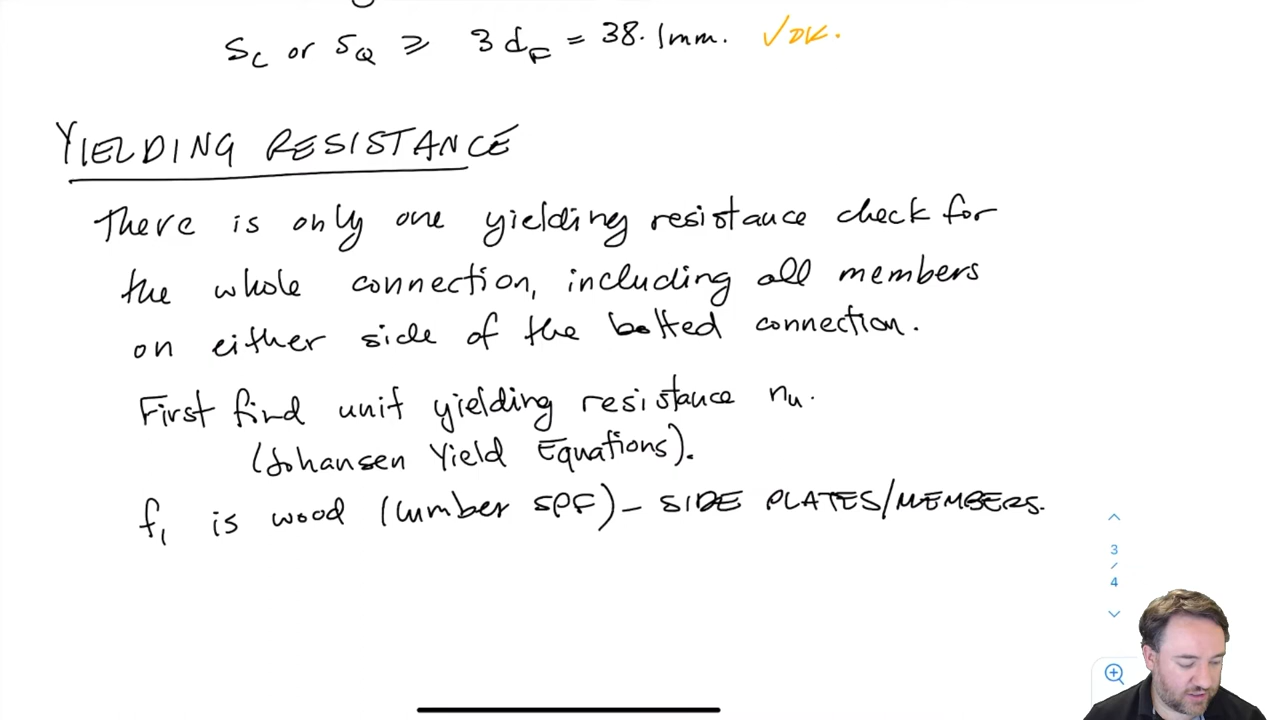 Sc or SQ ≥ 3dF = 38.1mm. ✓OK.
YIELDING RESISTANCE
There is only one yielding resistance check for
the whole connection, including all members
on either side of the bolted connection.
First find unit yielding resistance nu.
(Johansen Yield Equations).
f1 is wood (lumber SPF) - SIDE PLATES/MEMBERS.
3
/
4